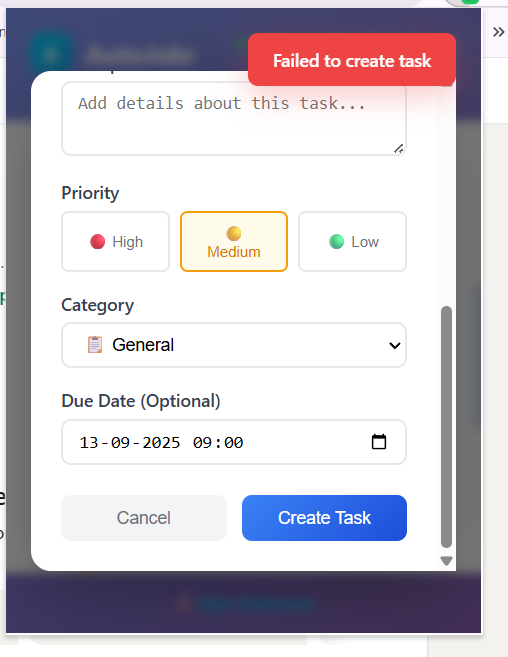 Failed to create task
Add details about this task...
Priority
High
Medium
Low
Category
General
Due Date (Optional)
13-09-2025 09:00
Cancel
Create Task